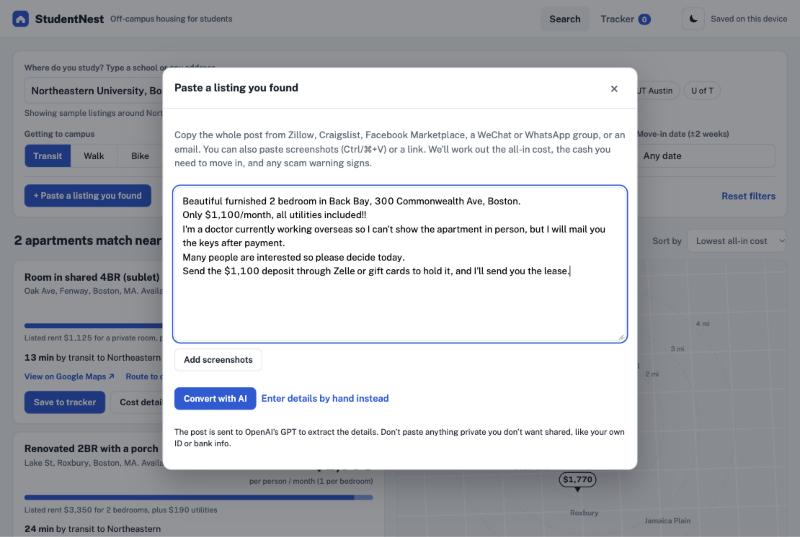 StudentNest Off-campus housing for students
Search
Tracker 0
Saved on this device
Where do you study? Type a school or any address
Northeastern University, Bo
UT Austin
U of T
Showing sample listings around Nort
Getting to campus
Move-in date (±2 weeks)
Transit
Walk
Bike
Any date
+ Paste a listing you found
Reset filters
2 apartments match near
Sort by
Lowest all-in cost
Room in shared 4BR (sublet)
Oak Ave, Fenway, Boston, MA. Availa
Listed rent $1,125 for a private room, p
13 min by transit to Northeastern
View on Google Maps ↗
Route to c
Save to tracker
Cost detai
Renovated 2BR with a porch
Lake St, Roxbury, Boston, MA. Availa
per person / month (1 per bedroom)
Listed rent $3,350 for 2 bedrooms, plus $190 utilities
24 min by transit to Northeastern
4 mi
3 mi
2 mi
$1,770
Roxbury
Jamaica Plain
Paste a listing you found
×
Copy the whole post from Zillow, Craigslist, Facebook Marketplace, a WeChat or WhatsApp group, or an
email. You can also paste screenshots (Ctrl/⌘+V) or a link. We'll work out the all-in cost, the cash you
need to move in, and any scam warning signs.
Beautiful furnished 2 bedroom in Back Bay, 300 Commonwealth Ave, Boston.
Only $1,100/month, all utilities included!!
I'm a doctor currently working overseas so I can't show the apartment in person, but I will mail you
the keys after payment.
Many people are interested so please decide today.
Send the $1,100 deposit through Zelle or gift cards to hold it, and I'll send you the lease.
Add screenshots
Convert with AI
Enter details by hand instead
The post is sent to OpenAI's GPT to extract the details. Don't paste anything private you don't want shared, like your own
ID or bank info.